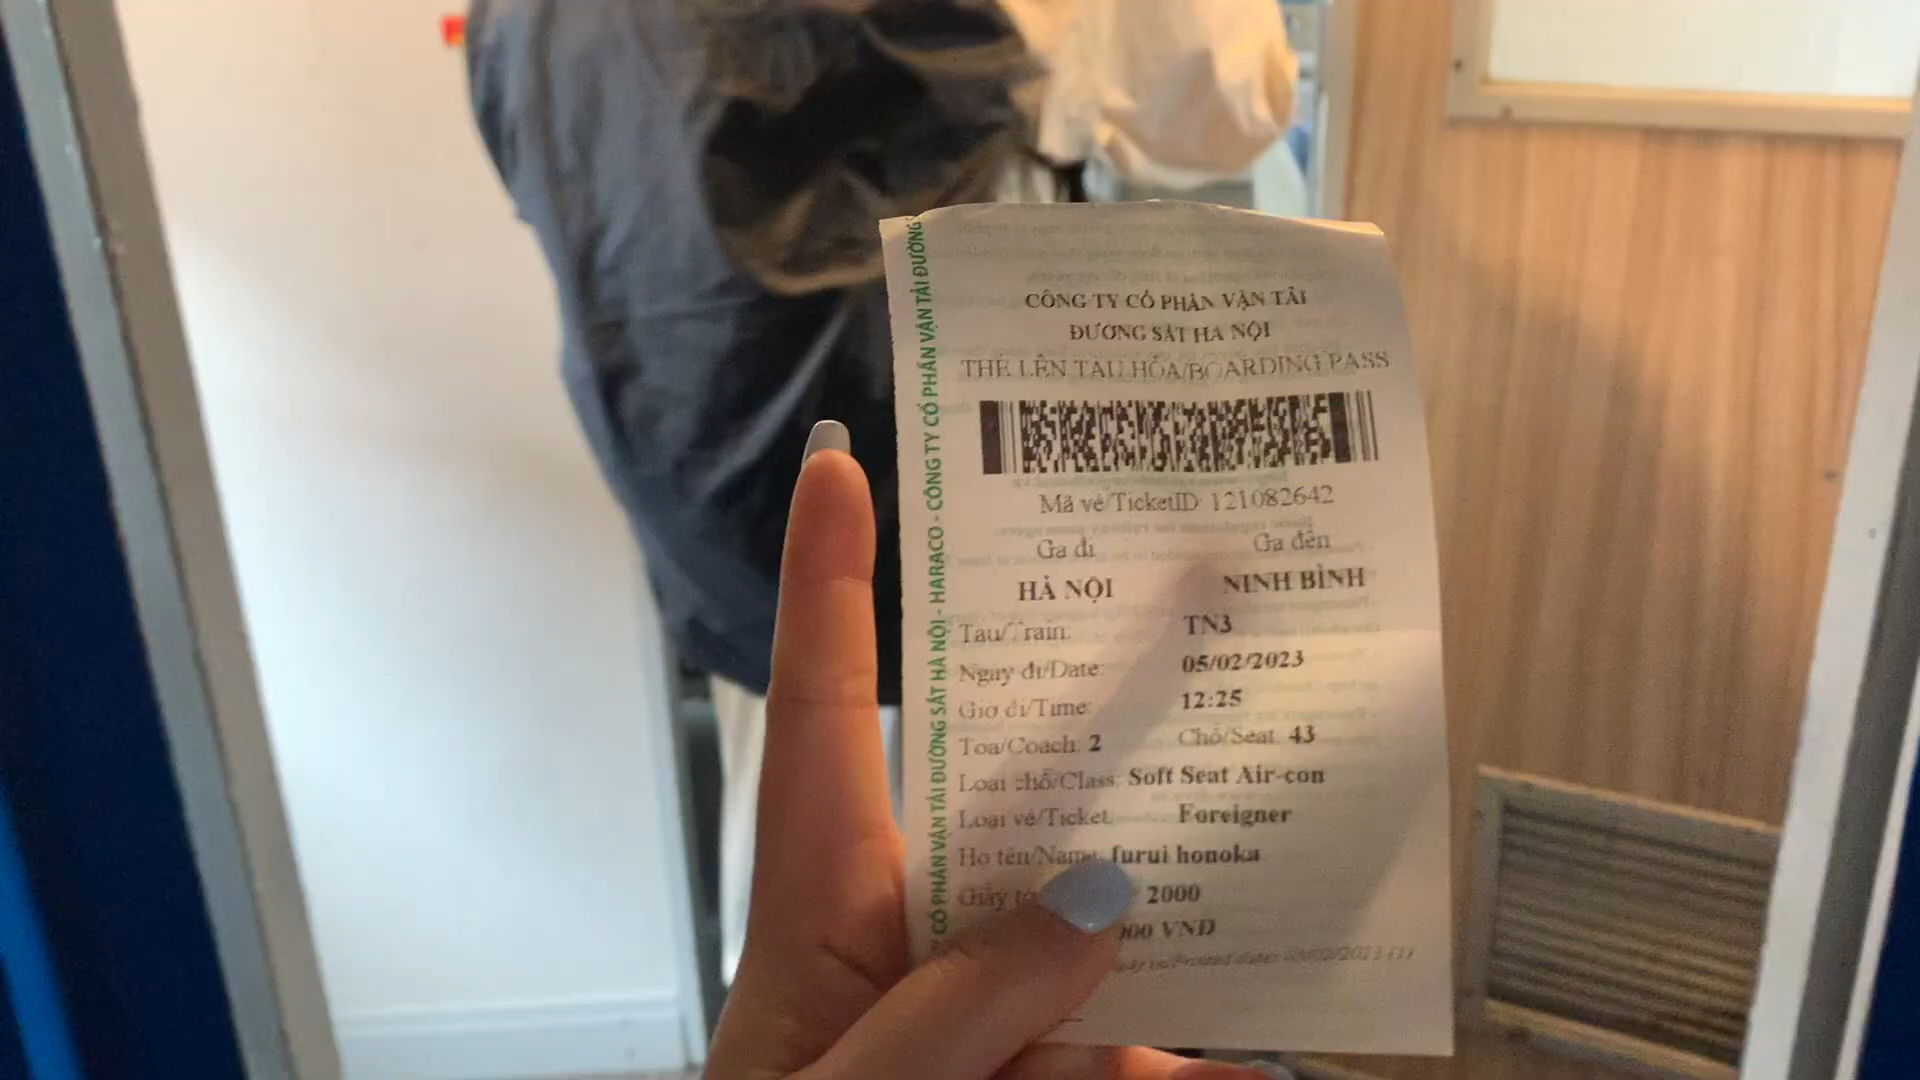 CÔNG TY CỔ PHẦN VẬN TẢI
ĐƯỜNG SẮT HÀ NỘI
THẺ LÊN TÀU HỎA/BOARDING PASS
Mã vé/TicketID: 121082642
Ga đi Ga đến
HÀ NỘI NINH BÌNH
Tàu/Train: TN3
Ngày đi/Date: 05/02/2023
Giờ đi/Time: 12:25
Toa/Coach: 2 Chỗ/Seat: 43
Loại chỗ/Class: Soft Seat Air-con
Loại vé/Ticket: Foreigner
Họ tên/Name: furui honoka
Giấy 2000
000 VND
CỔ PHẦN VẬN TẢI ĐƯỜNG SẮT HÀ NỘI - HARACO - CÔNG TY CỔ PHẦN VẬN TẢI ĐƯỜNG